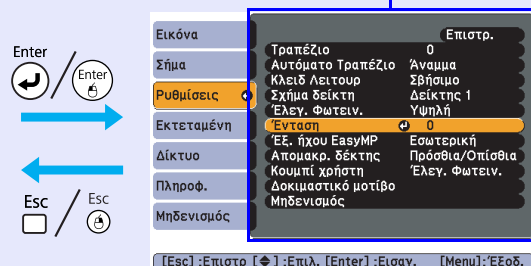 Enter
Enter
Esc
Esc
Εικόνα
Σήμα
Ρυθμίσεις
Εκτεταμένη
Δίκτυο
Πληροφ.
Μηδενισμός
Επιστρ.
Τραπέζιο 0
Αυτόματο Τραπέζιο Άναμμα
Κλειδ Λειτουρ Σβήσιμο
Σχήμα δείκτη Δείκτης 1
Έλεγ. Φωτειν. Υψηλή
Ένταση 0
Έξ. ήχου EasyMP Εσωτερική
Απομακρ. δέκτης Πρόσθια/Οπίσθια
Κουμπί χρήστη Έλεγ. Φωτειν.
Δοκιμαστικό μοτίβο
Μηδενισμός
[Esc] :Επιστρ [◆] :Επιλ. [Enter] :Εισαγ. [Menu]:Έξοδ.